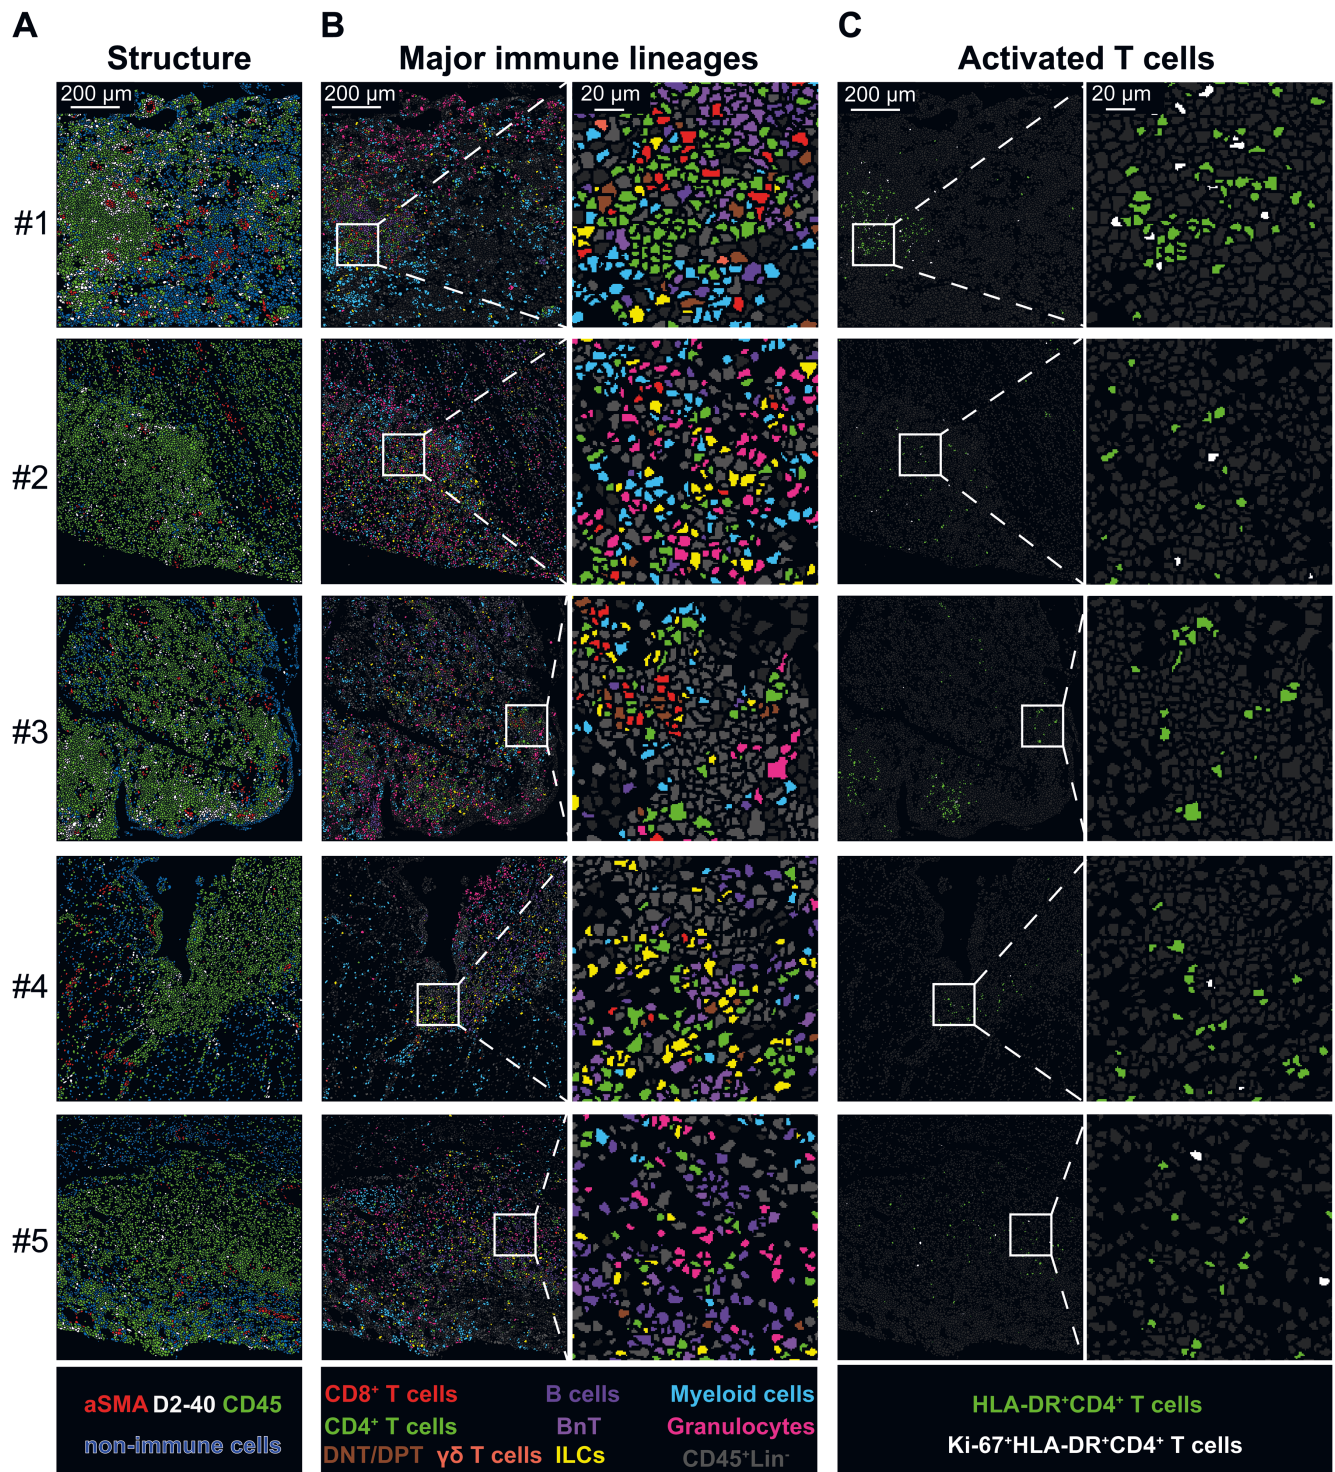 A
B
C
Structure
Major immune lineages
Activated T cells
200 µm
200 µm
20 µm
200 µm
20 µm
#1
#2
#3
#4
#5
aSMA D2-40 CD45
non-immune cells
CD8⁺ T cells B cells Myeloid cells
CD4⁺ T cells BnT Granulocytes
DNT/DPT γδ T cells ILCs CD45⁺Lin⁻
HLA-DR⁺CD4⁺ T cells
Ki-67⁺HLA-DR⁺CD4⁺ T cells